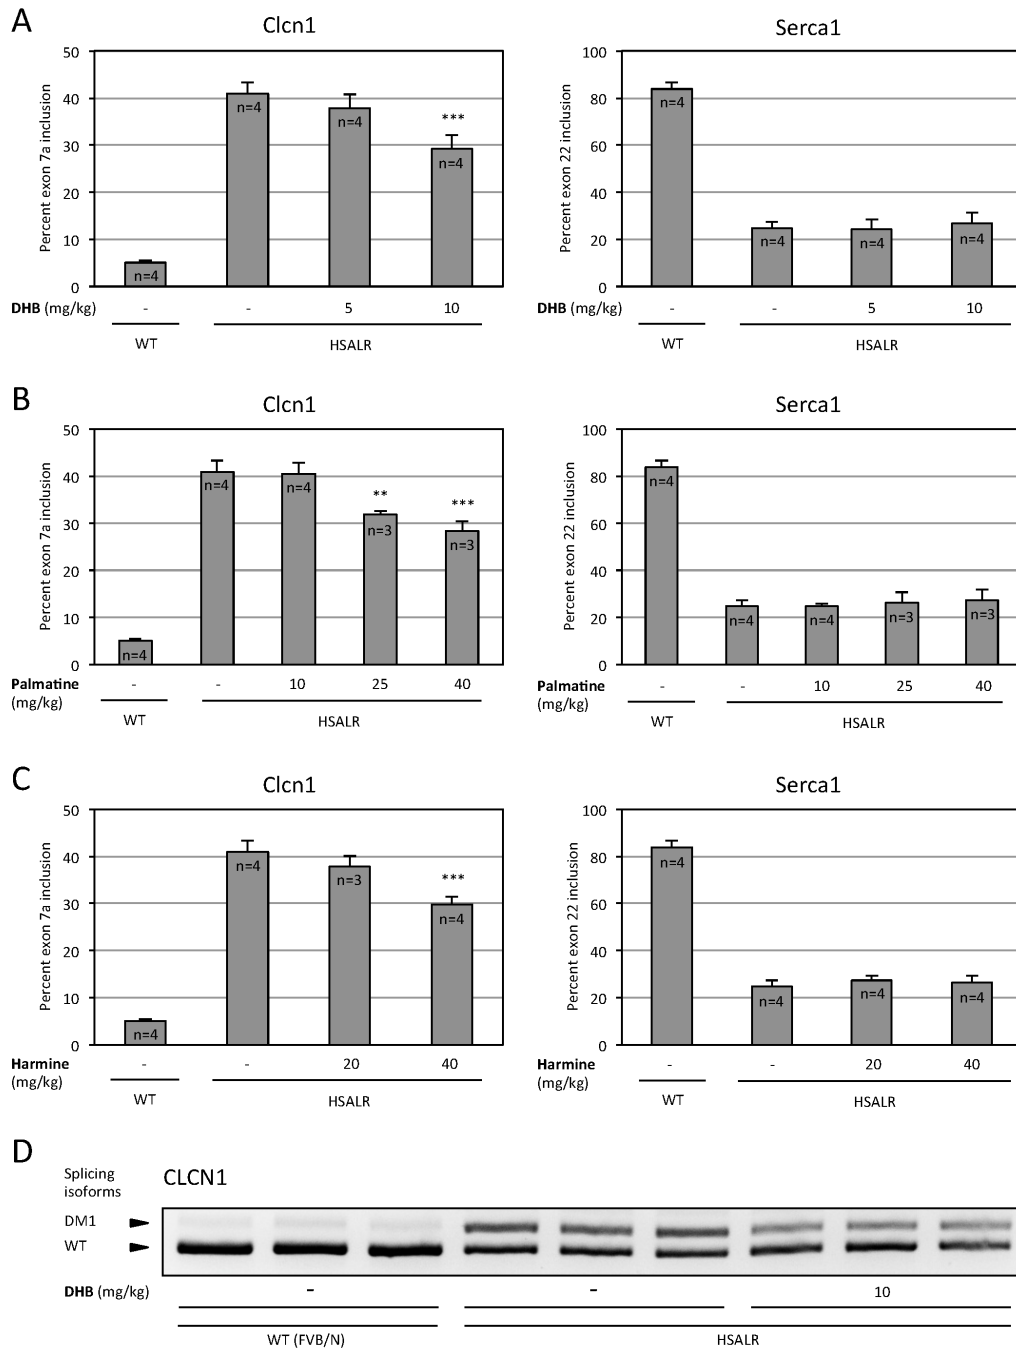 A
Clcn1
Serca1
Percent exon 7a inclusion
50
40
30
20
10
0
n=4
n=4
n=4
***
n=4
DHB (mg/kg)
- - 5 10
WT
HSALR
Percent exon 22 inclusion
100
80
60
40
20
0
n=4
n=4
n=4
n=4
DHB (mg/kg)
- - 5 10
WT
HSALR
B
Clcn1
Serca1
Percent exon 7a inclusion
50
40
30
20
10
0
n=4
n=4
n=4
**
n=3
***
n=3
Palmatine
(mg/kg)
- - 10 25 40
WT
HSALR
Percent exon 22 inclusion
100
80
60
40
20
0
n=4
n=4
n=4
n=3
n=3
Palmatine
(mg/kg)
- - 10 25 40
WT
HSALR
C
Clcn1
Serca1
Percent exon 7a inclusion
50
40
30
20
10
0
n=4
n=4
n=3
***
n=4
Harmine
(mg/kg)
- - 20 40
WT
HSALR
Percent exon 22 inclusion
100
80
60
40
20
0
n=4
n=4
n=4
n=4
Harmine
(mg/kg)
- - 20 40
WT
HSALR
D
Splicing
isoforms
CLCN1
DM1
WT
DHB (mg/kg)
- - 10
WT (FVB/N)
HSALR